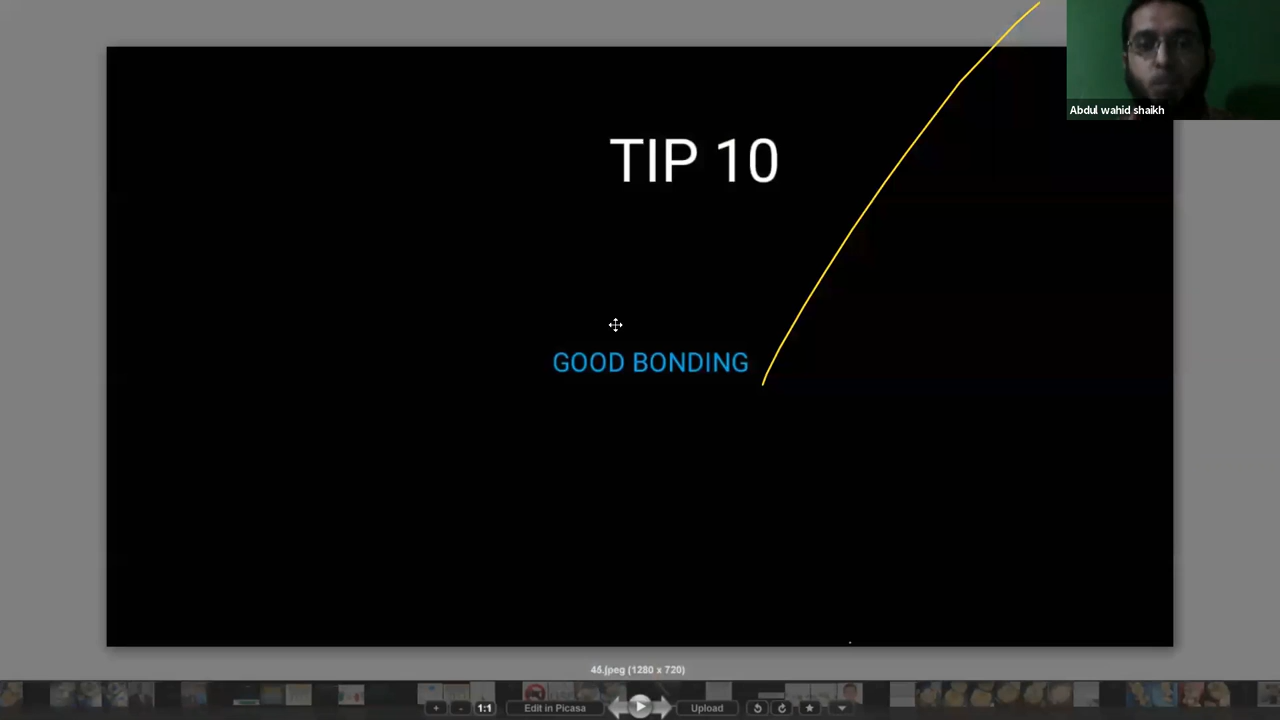 Abdul wahid shaikh
TIP 10
GOOD BONDING
45.jpeg (1280 x 720)
1:1
Edit in Picasa
Upload